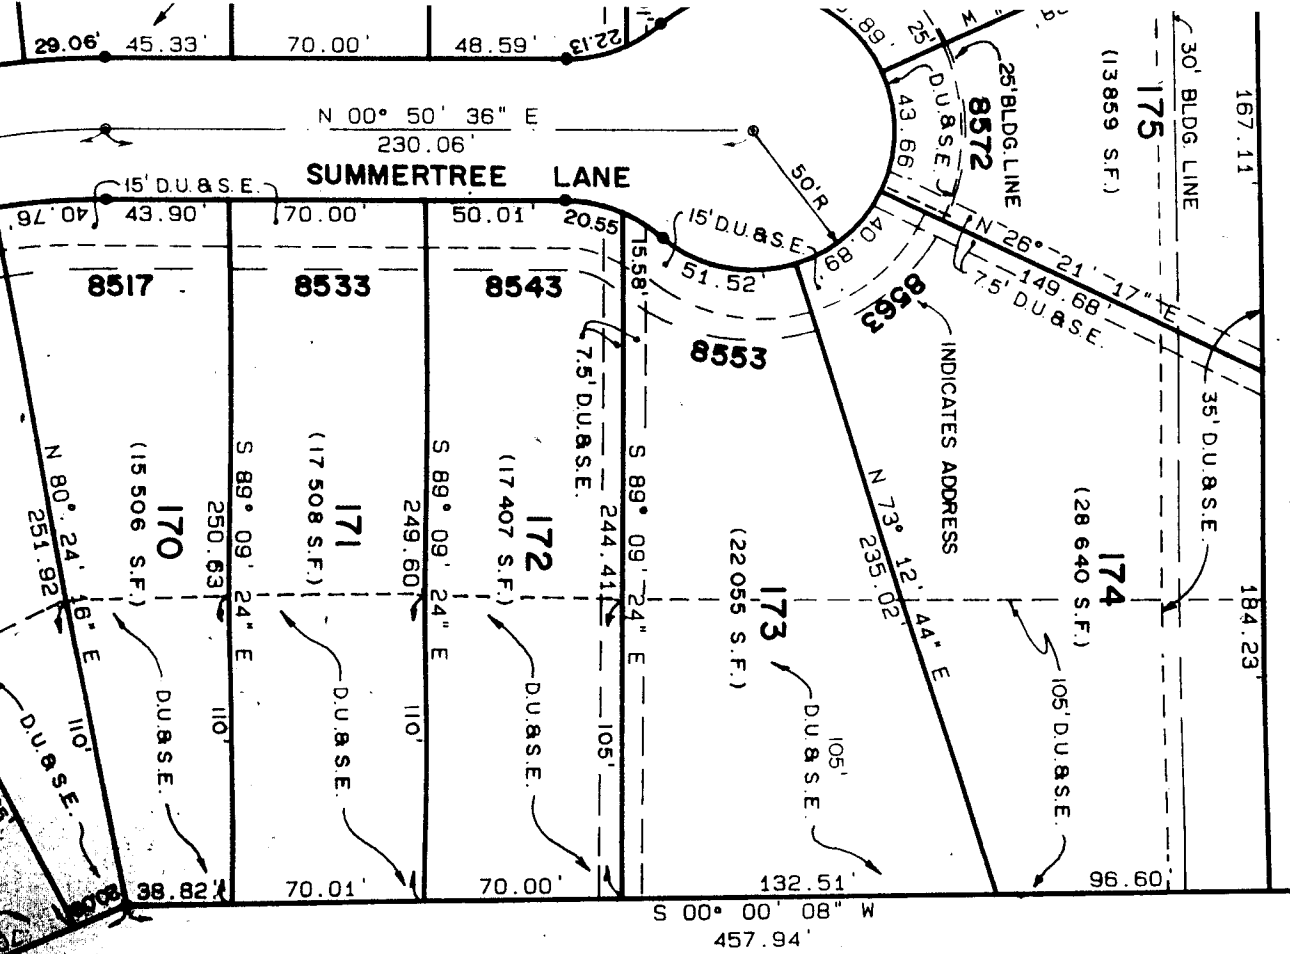 29.06'
45.33'
70.00'
48.59'
22.13'
.89'
25'
W
D.U.&S.E.
43.66'
8572
25' BLDG. LINE
175
(13 859 S.F.)
30' BLDG. LINE
167.11'
N 00° 50' 36" E
230.06'
SUMMERTREE LANE
50' R
15' D.U.&S.E.
40.76'
43.90'
70.00'
50.01'
20.55'
15.58'
15' D.U.&S.E.
51.52'
40.89'
N 26° 21' 17" E
149.68'
7.5' D.U.&S.E.
8517
8533
8543
8553
8563
INDICATES ADDRESS
7.5' D.U.&S.E.
35' D.U.&S.E.
N 80° 24' 16" E
251.92'
170
(15 506 S.F.)
S 89° 09' 24" E
250.63'
171
(17 508 S.F.)
S 89° 09' 24" E
249.60'
172
(17 407 S.F.)
S 89° 09' 24" E
244.41'
173
(22 055 S.F.)
N 73° 12' 44" E
235.02'
174
(28 640 S.F.)
184.23'
D.U.&S.E.
110'
D.U.&S.E.
110'
D.U.&S.E.
110'
D.U.&S.E.
105'
105'
D.U.&S.E.
105' D.U.&S.E.
38.82'
70.01'
70.00'
132.51'
96.60'
S 00° 00' 08" W
457.94'